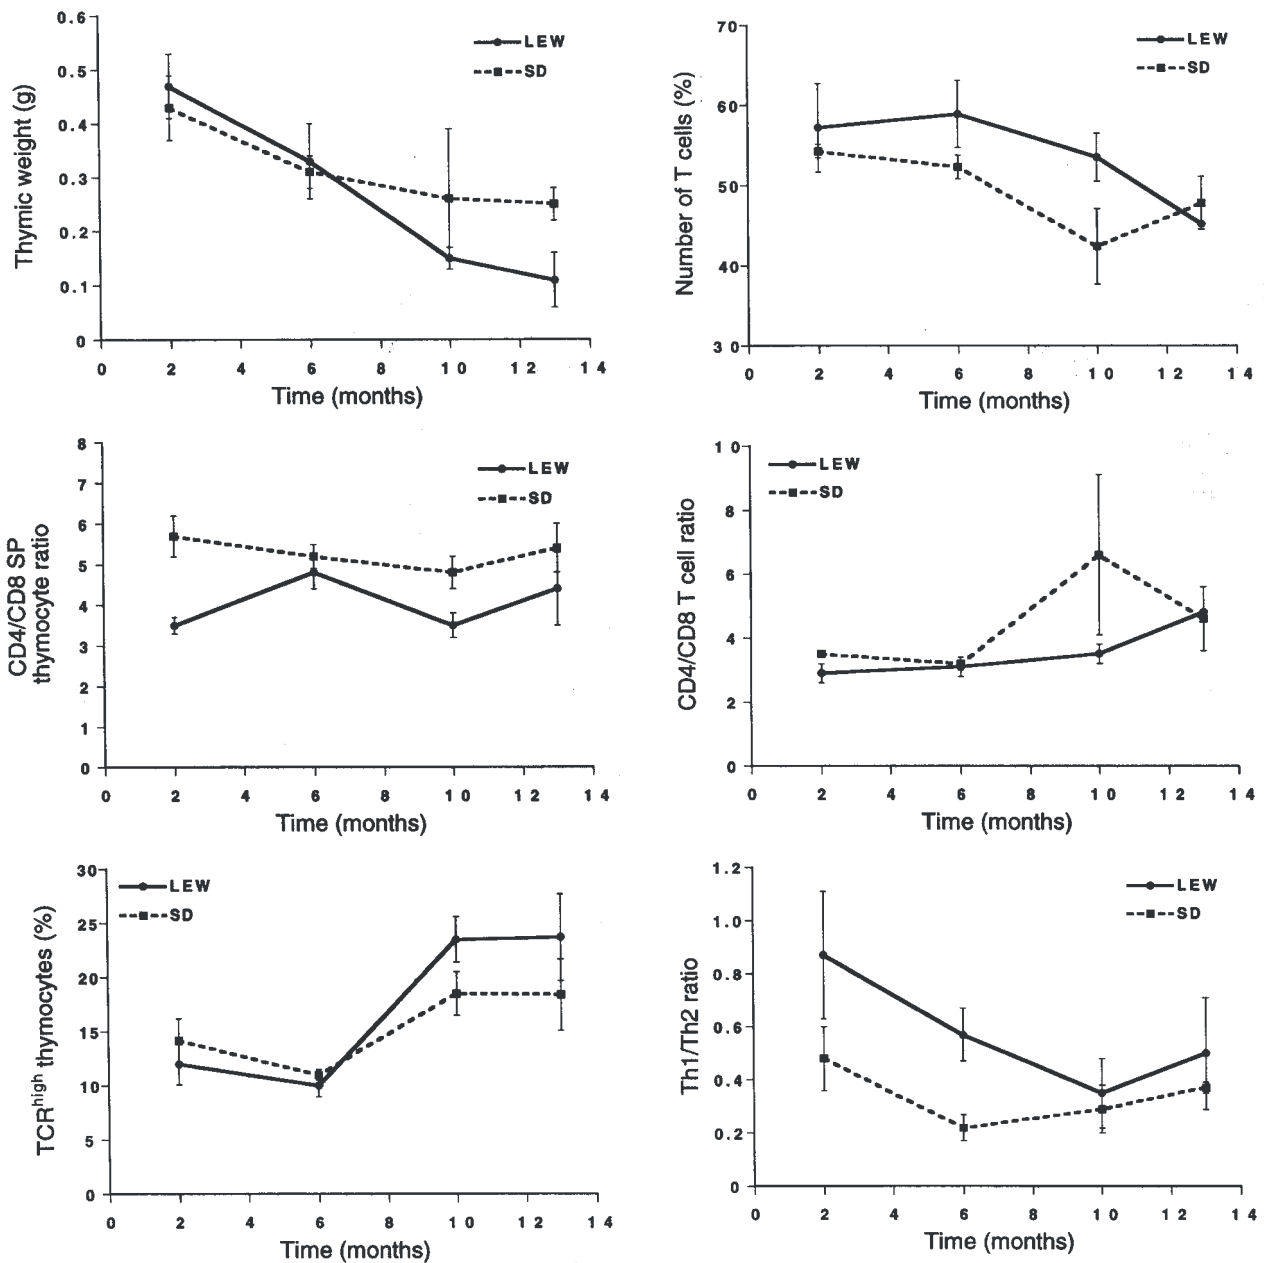 0.6
0.5
0.4
0.3
0.2
0.1
0
Thymic weight (g)
LEW
SD
0 2 4 6 8 10 12 14
Time (months)
70
60
50
40
30
Number of T cells (%)
LEW
SD
0 2 4 6 8 10 12 14
Time (months)
8
7
6
5
4
3
2
1
0
CD4/CD8 SP
thymocyte ratio
LEW
SD
0 2 4 6 8 10 12 14
Time (months)
10
8
6
4
2
0
CD4/CD8 T cell ratio
LEW
SD
0 2 4 6 8 10 12 14
Time (months)
30
25
20
15
10
5
0
TCRhigh thymocytes (%)
LEW
SD
0 2 4 6 8 10 12 14
Time (months)
1.2
1.0
0.8
0.6
0.4
0.2
0
Th1/Th2 ratio
LEW
SD
0 2 4 6 8 10 12 14
Time (months)